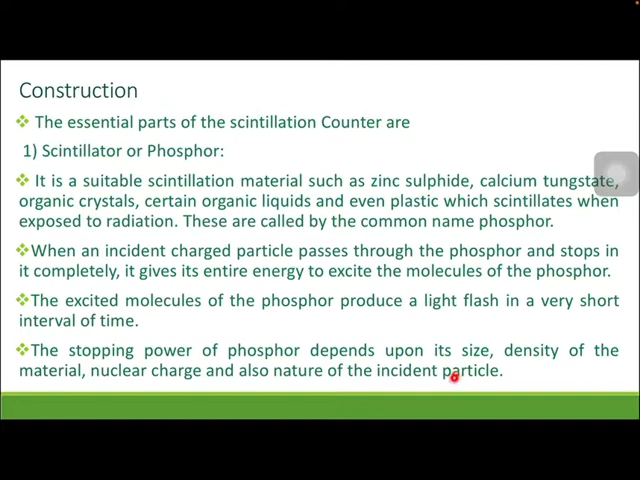 Construction
❖ The essential parts of the scintillation Counter are
1) Scintillator or Phosphor:
❖ It is a suitable scintillation material such as zinc sulphide, calcium tungstate,
organic crystals, certain organic liquids and even plastic which scintillates when
exposed to radiation. These are called by the common name phosphor.
❖When an incident charged particle passes through the phosphor and stops in
it completely, it gives its entire energy to excite the molecules of the phosphor.
❖The excited molecules of the phosphor produce a light flash in a very short
interval of time.
❖The stopping power of phosphor depends upon its size, density of the
material, nuclear charge and also nature of the incident particle.